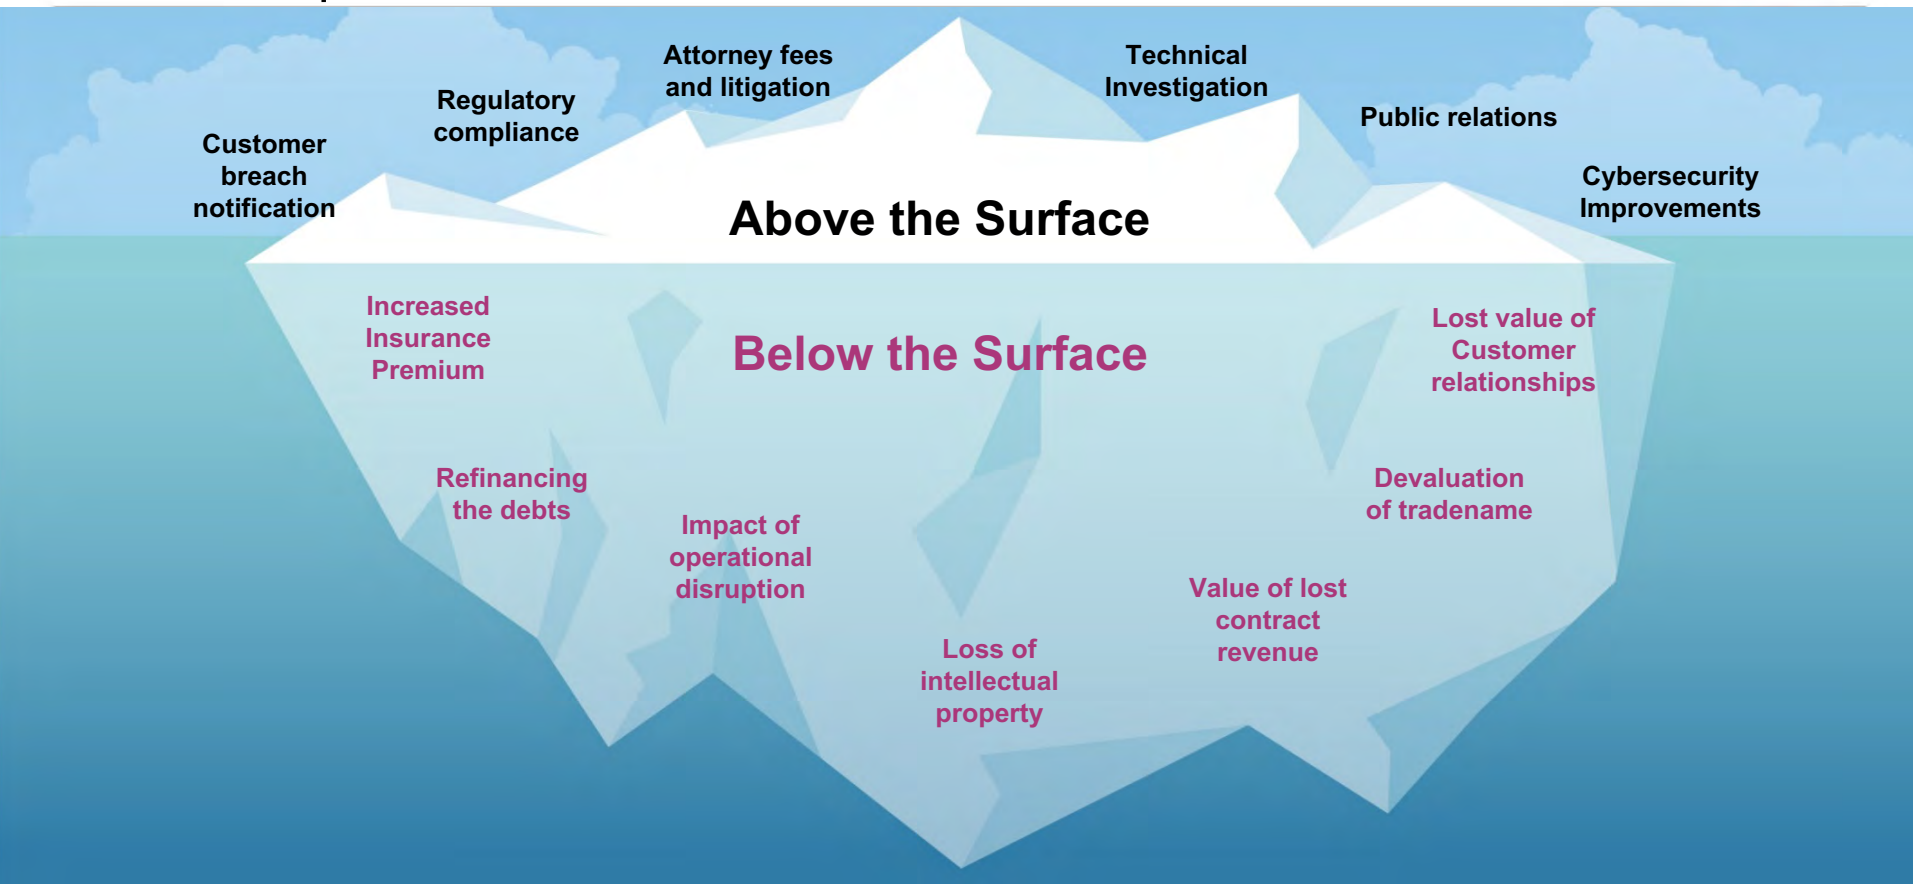 Attorney fees
and litigation
Technical
Investigation
Regulatory
compliance
Public relations
Customer
breach
notification
Cybersecurity
Improvements
Above the Surface
Increased
Insurance
Premium
Below the Surface
Lost value of
Customer
relationships
Refinancing
the debts
Devaluation
of tradename
Impact of
operational
disruption
Value of lost
contract
revenue
Loss of
intellectual
property